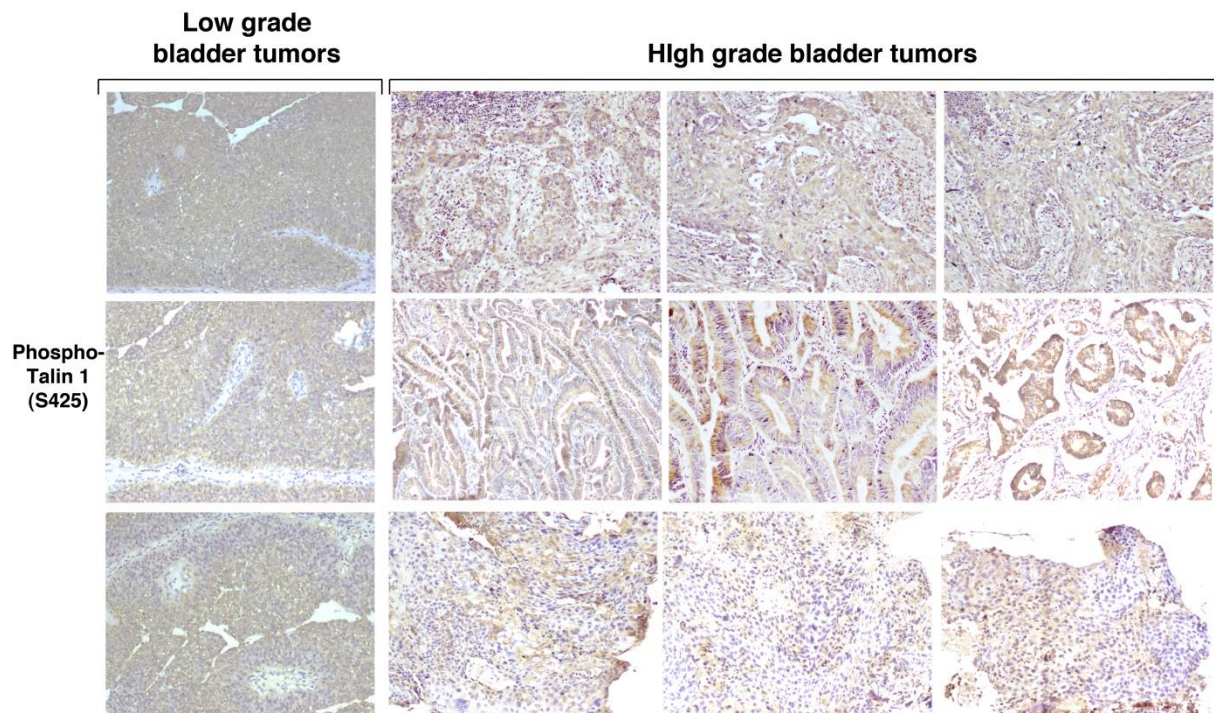 Low grade
bladder tumors
HIgh grade bladder tumors
Phospho-
Talin 1
(S425)